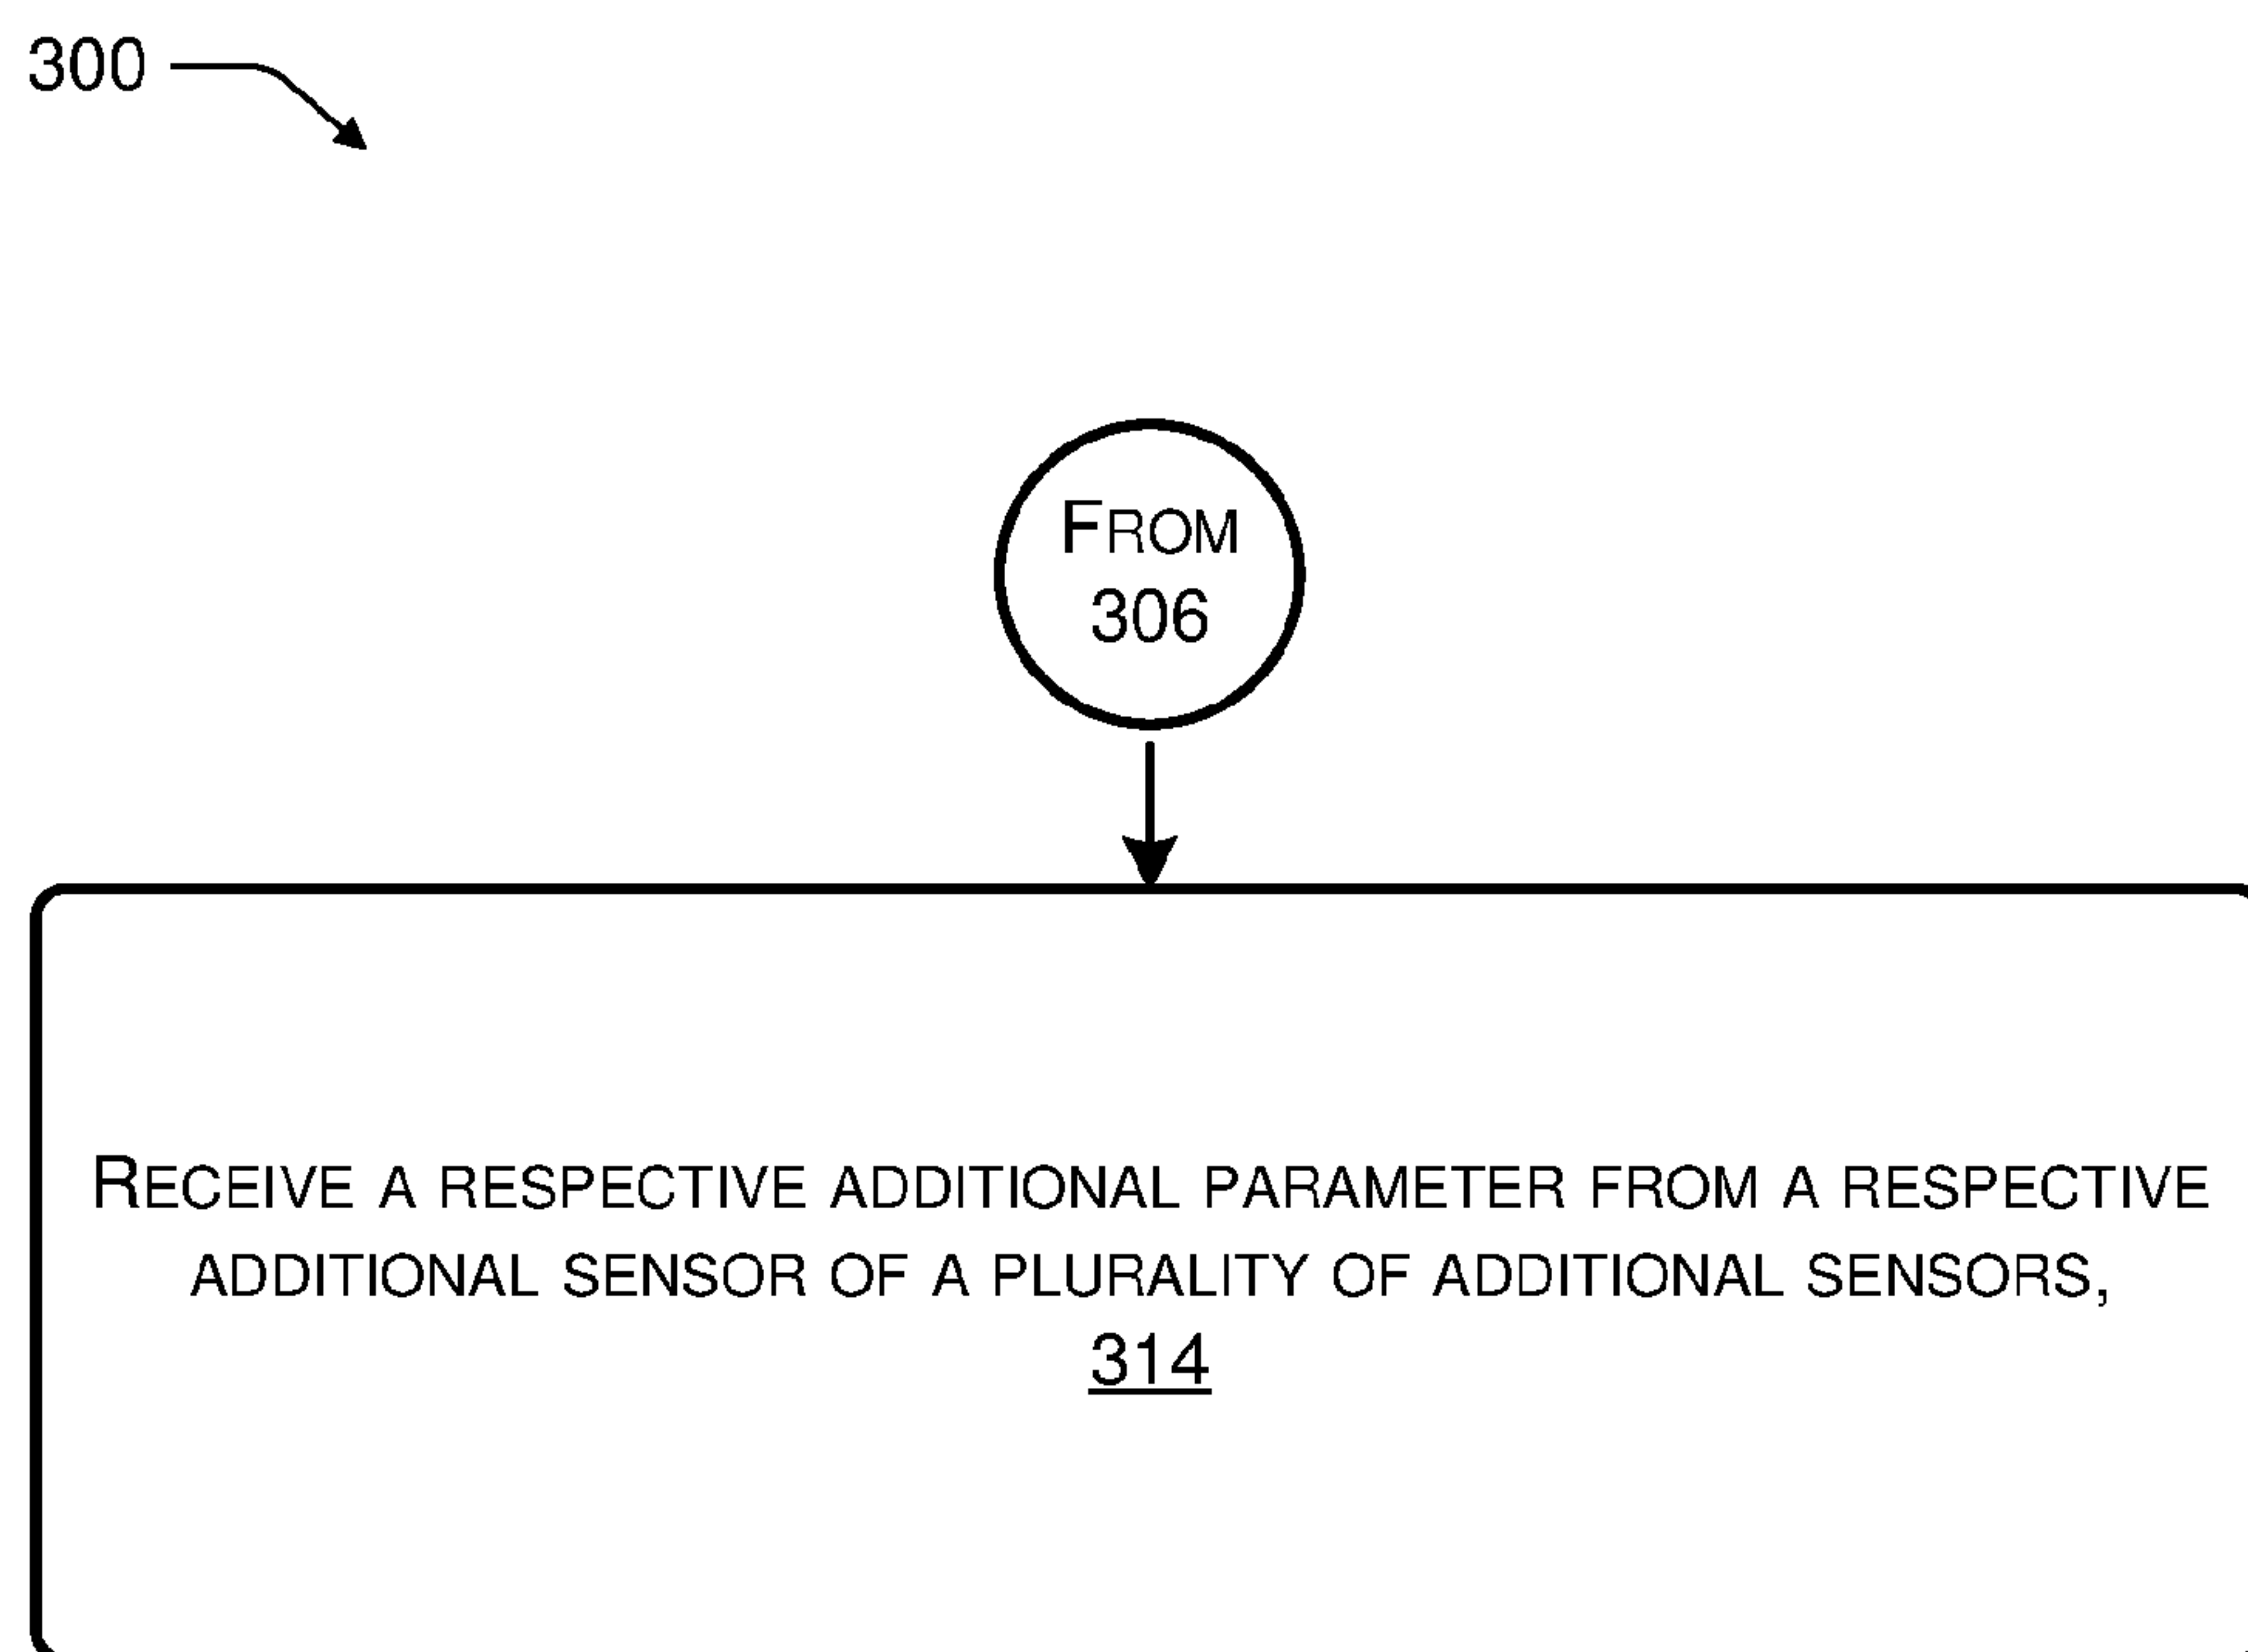 300
FROM
306
RECEIVE A RESPECTIVE ADDITIONAL PARAMETER FROM A RESPECTIVE
ADDITIONAL SENSOR OF A PLURALITY OF ADDITIONAL SENSORS,
314